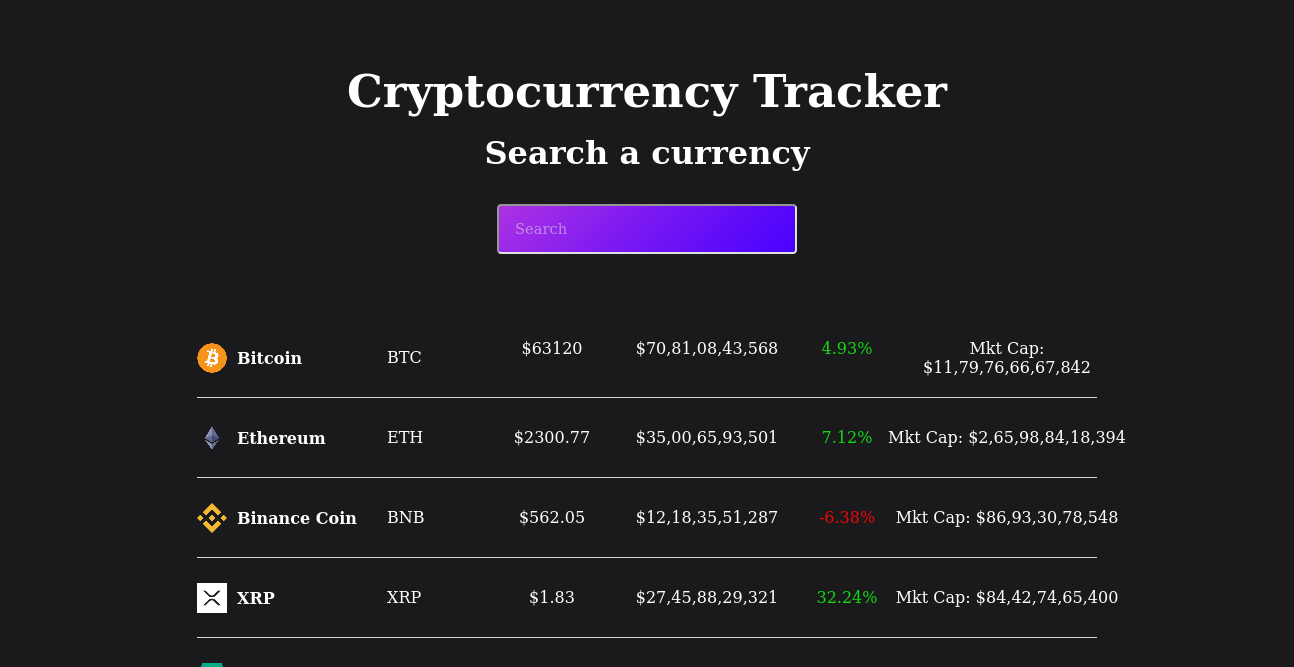 Cryptocurrency Tracker
Search a currency
Search
Bitcoin BTC $63120 $70,81,08,43,568 4.93% Mkt Cap:
$11,79,76,66,67,842
Ethereum ETH $2300.77 $35,00,65,93,501 7.12% Mkt Cap: $2,65,98,84,18,394
Binance Coin BNB $562.05 $12,18,35,51,287 -6.38% Mkt Cap: $86,93,30,78,548
XRP XRP $1.83 $27,45,88,29,321 32.24% Mkt Cap: $84,42,74,65,400